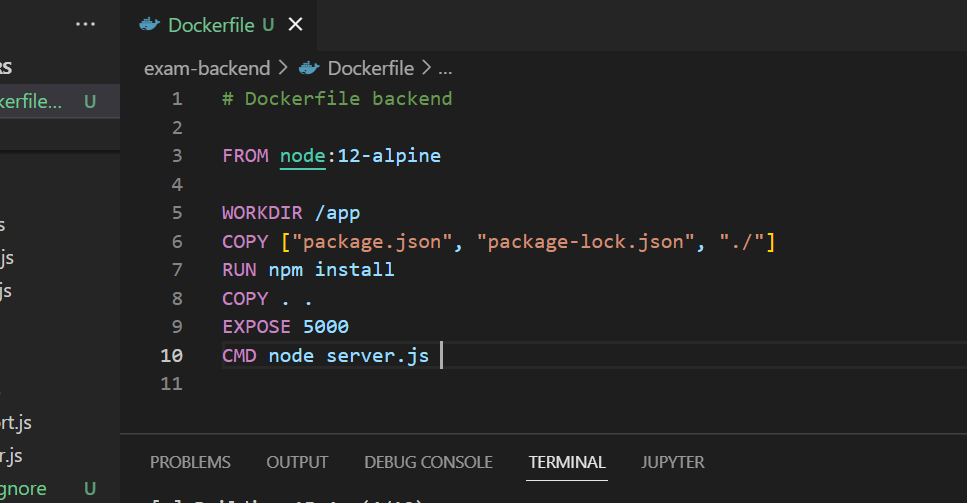 Dockerfile U
exam-backend > Dockerfile > ...
1 # Dockerfile backend
2
3 FROM node:12-alpine
4
5 WORKDIR /app
6 COPY ["package.json", "package-lock.json", "./"]
7 RUN npm install
8 COPY . .
9 EXPOSE 5000
10 CMD node server.js
11
RS
kerfile... U
s
js
js
rt.js
r.js
gnore U
PROBLEMS OUTPUT DEBUG CONSOLE TERMINAL JUPYTER